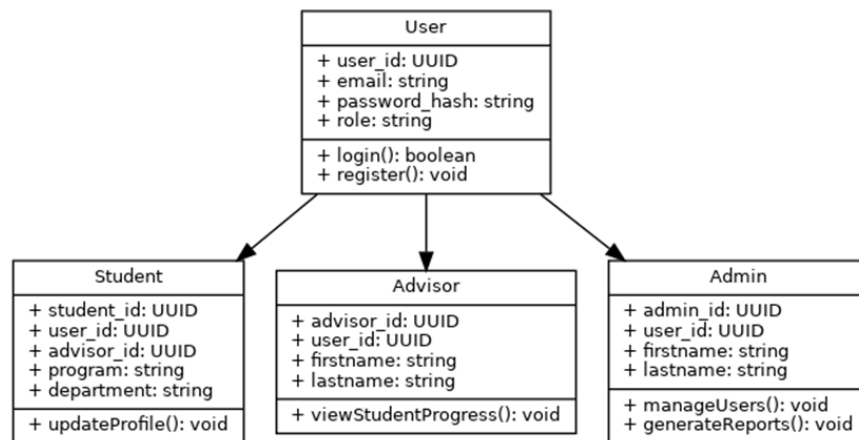 User
+ user_id: UUID
+ email: string
+ password_hash: string
+ role: string
+ login(): boolean
+ register(): void
Student
+ student_id: UUID
+ user_id: UUID
+ advisor_id: UUID
+ program: string
+ department: string
+ updateProfile(): void
Advisor
+ advisor_id: UUID
+ user_id: UUID
+ firstname: string
+ lastname: string
+ viewStudentProgress(): void
Admin
+ admin_id: UUID
+ user_id: UUID
+ firstname: string
+ lastname: string
+ manageUsers(): void
+ generateReports(): void